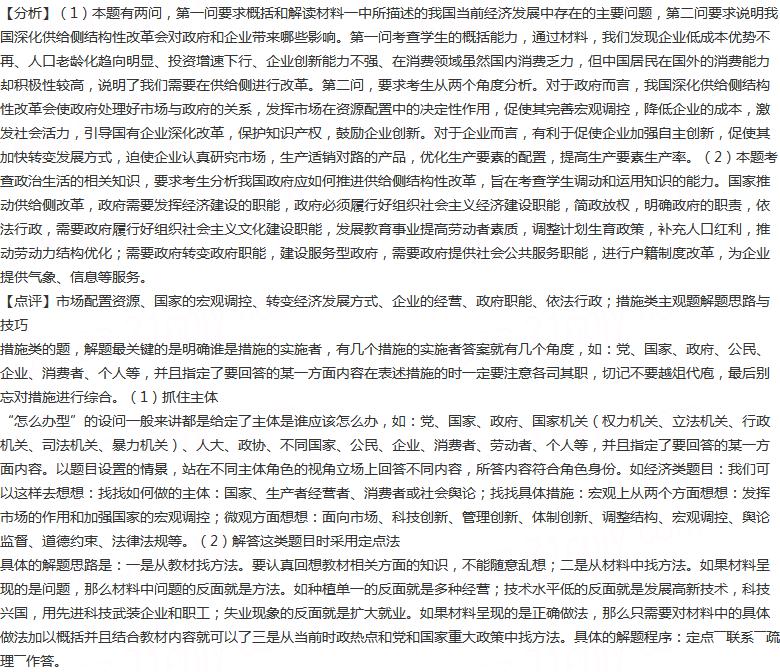 【分析】（1）本题有两问，第一问要求概括和解读材料一中所描述的我国当前经济发展中存在的主要问题，第二问要求说明我
国深化供给侧结构性改革会对政府和企业带来哪些影响。第一问考查学生的概括能力，通过材料，我们发现企业低成本优势不
再、人口老龄化趋向明显、投资增速下行、企业创新能力不强、在消费领域虽然国内消费乏力，但中国居民在国外的消费能力
却积极性较高，说明了我们需要在供给侧进行改革。第二问，要求考生从两个角度分析。对于政府而言，我国深化供给侧结构
性改革会使政府处理好市场与政府的关系，发挥市场在资源配置中的决定性作用，促使其完善宏观调控，降低企业的成本，激
发社会活力，引导国有企业深化改革，保护知识产权，鼓励企业创新。对于企业而言，有利于促使企业加强自主创新，促使其
加快转变发展方式，迫使企业认真研究市场，生产适销对路的产品，优化生产要素的配置，提高生产要素生产率。（2）本题考
查政治生活的相关知识，要求考生分析我国政府应如何推进供给侧结构性改革，旨在考查学生调动和运用知识的能力。国家推
动供给侧改革，政府需要发挥经济建设的职能，政府必须履行好组织社会主义经济建设职能，简政放权，明确政府的职责，依
法行政，需要政府履行好组织社会主义文化建设职能，发展教育事业提高劳动者素质，调整计划生育政策，补充人口红利，推
动劳动力结构优化；需要政府转变政府职能，建设服务型政府，需要政府提供社会公共服务职能，进行户籍制度改革，为企业
提供气象、信息等服务。
【点评】市场配置资源、国家的宏观调控、转变经济发展方式、企业的经营、政府职能、依法行政；措施类主观题解题思路与
技巧
措施类的题，解题最关键的是明确谁是措施的实施者，有几个措施的实施者答案就有几个角度，如：党、国家、政府、公民、
企业、消费者、个人等，并且指定了要回答的某一方面内容在表述措施的时一定要注意各司其职，切记不要越俎代庖，最后别
忘对措施进行综合。（1）抓住主体
“怎么办型”的设问一般来讲都是给定了主体是谁应该怎么办，如：党、国家、政府、国家机关（权力机关、立法机关、行政
机关、司法机关、暴力机关）、人大、政协、不同国家、公民、企业、消费者、劳动者、个人等，并且指定了要回答的某一方
面内容。以题目设置的情景，站在不同主体角色的视角立场上回答不同内容，所答内容符合角色身份。如经济类题目：我们可
以这样去想想：找找如何做的主体：国家、生产者经营者、消费者或社会舆论；找找具体措施：宏观上从两个方面想想：发挥
市场的作用和加强国家的宏观调控；微观方面想想：面向市场、科技创新、管理创新、体制创新、调整结构、宏观调控、舆论
监督、道德约束、法律法规等。（2）解答这类题目时采用定点法
具体的解题思路是：一是从教材找方法。要认真回想教材相关方面的知识，不能随意乱想；二是从材料中找方法。如果材料呈
现的是问题，那么材料中问题的反面就是方法。如种植单一的反面就是多种经营；技术水平低的反面就是发展高新技术，科技
兴国，用先进科技武装企业和职工；失业现象的反面就是扩大就业。如果材料呈现的是正确做法，那么只需要对材料中的具体
做法加以概括并且结合教材内容就可以了三是从当前时政热点和党和国家重大政策中找方法。具体的解题程序：定点￣联系￣疏
理￣作答。